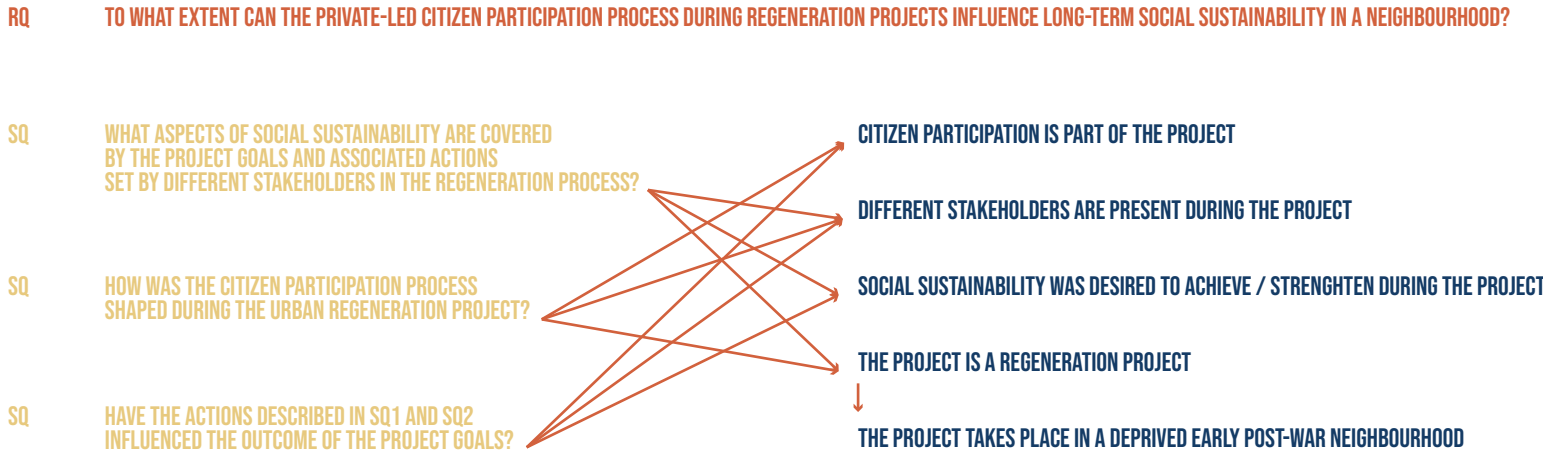 RQ TO WHAT EXTENT CAN THE PRIVATE-LED CITIZEN PARTICIPATION PROCESS DURING REGENERATION PROJECTS INFLUENCE LONG-TERM SOCIAL SUSTAINABILITY IN A NEIGHBOURHOOD?
SQ WHAT ASPECTS OF SOCIAL SUSTAINABILITY ARE COVERED
BY THE PROJECT GOALS AND ASSOCIATED ACTIONS
SET BY DIFFERENT STAKEHOLDERS IN THE REGENERATION PROCESS?
SQ HOW WAS THE CITIZEN PARTICIPATION PROCESS
SHAPED DURING THE URBAN REGENERATION PROJECT?
SQ HAVE THE ACTIONS DESCRIBED IN SQ1 AND SQ2
INFLUENCED THE OUTCOME OF THE PROJECT GOALS?
CITIZEN PARTICIPATION IS PART OF THE PROJECT
DIFFERENT STAKEHOLDERS ARE PRESENT DURING THE PROJECT
SOCIAL SUSTAINABILITY WAS DESIRED TO ACHIEVE / STRENGHTEN DURING THE PROJECT
THE PROJECT IS A REGENERATION PROJECT
THE PROJECT TAKES PLACE IN A DEPRIVED EARLY POST-WAR NEIGHBOURHOOD